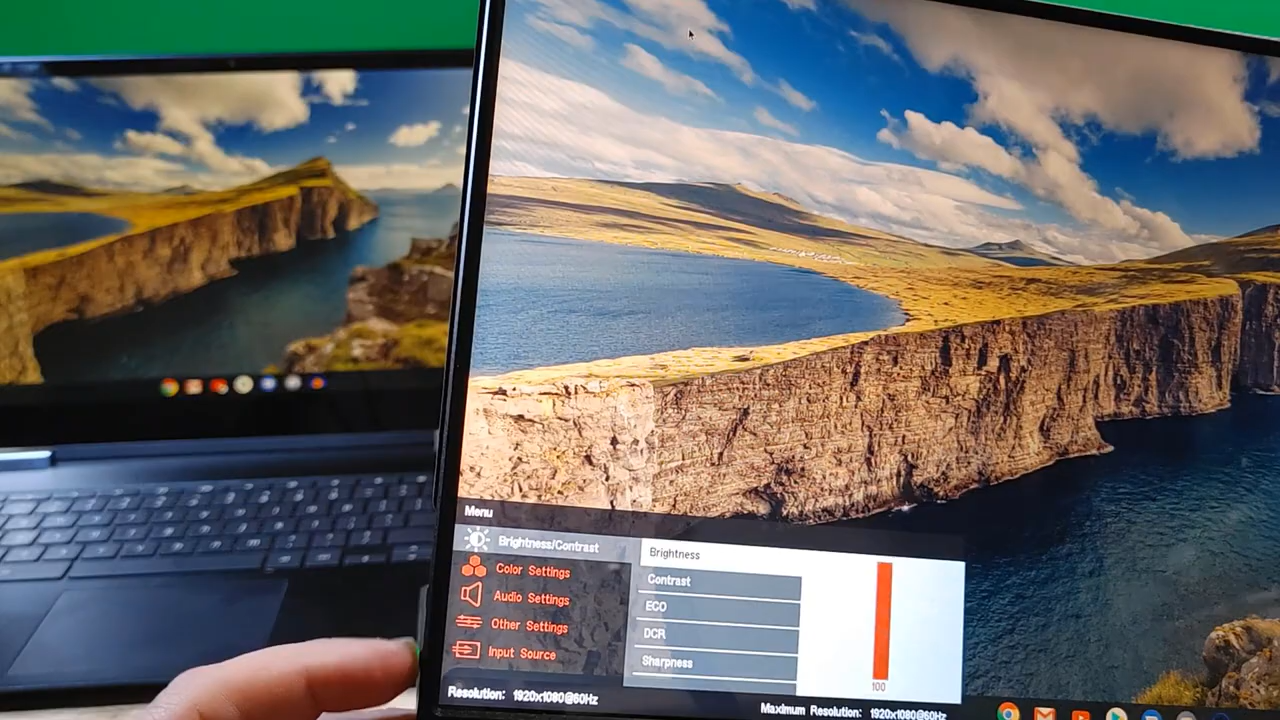 Menu
Brightness/Contrast
Color Settings
Audio Settings
Other Settings
Input Source
Brightness
Contrast
ECO
DCR
Sharpness
100
Resolution: 1920x1080@60Hz
Maximum Resolution: 1920x1080@60Hz